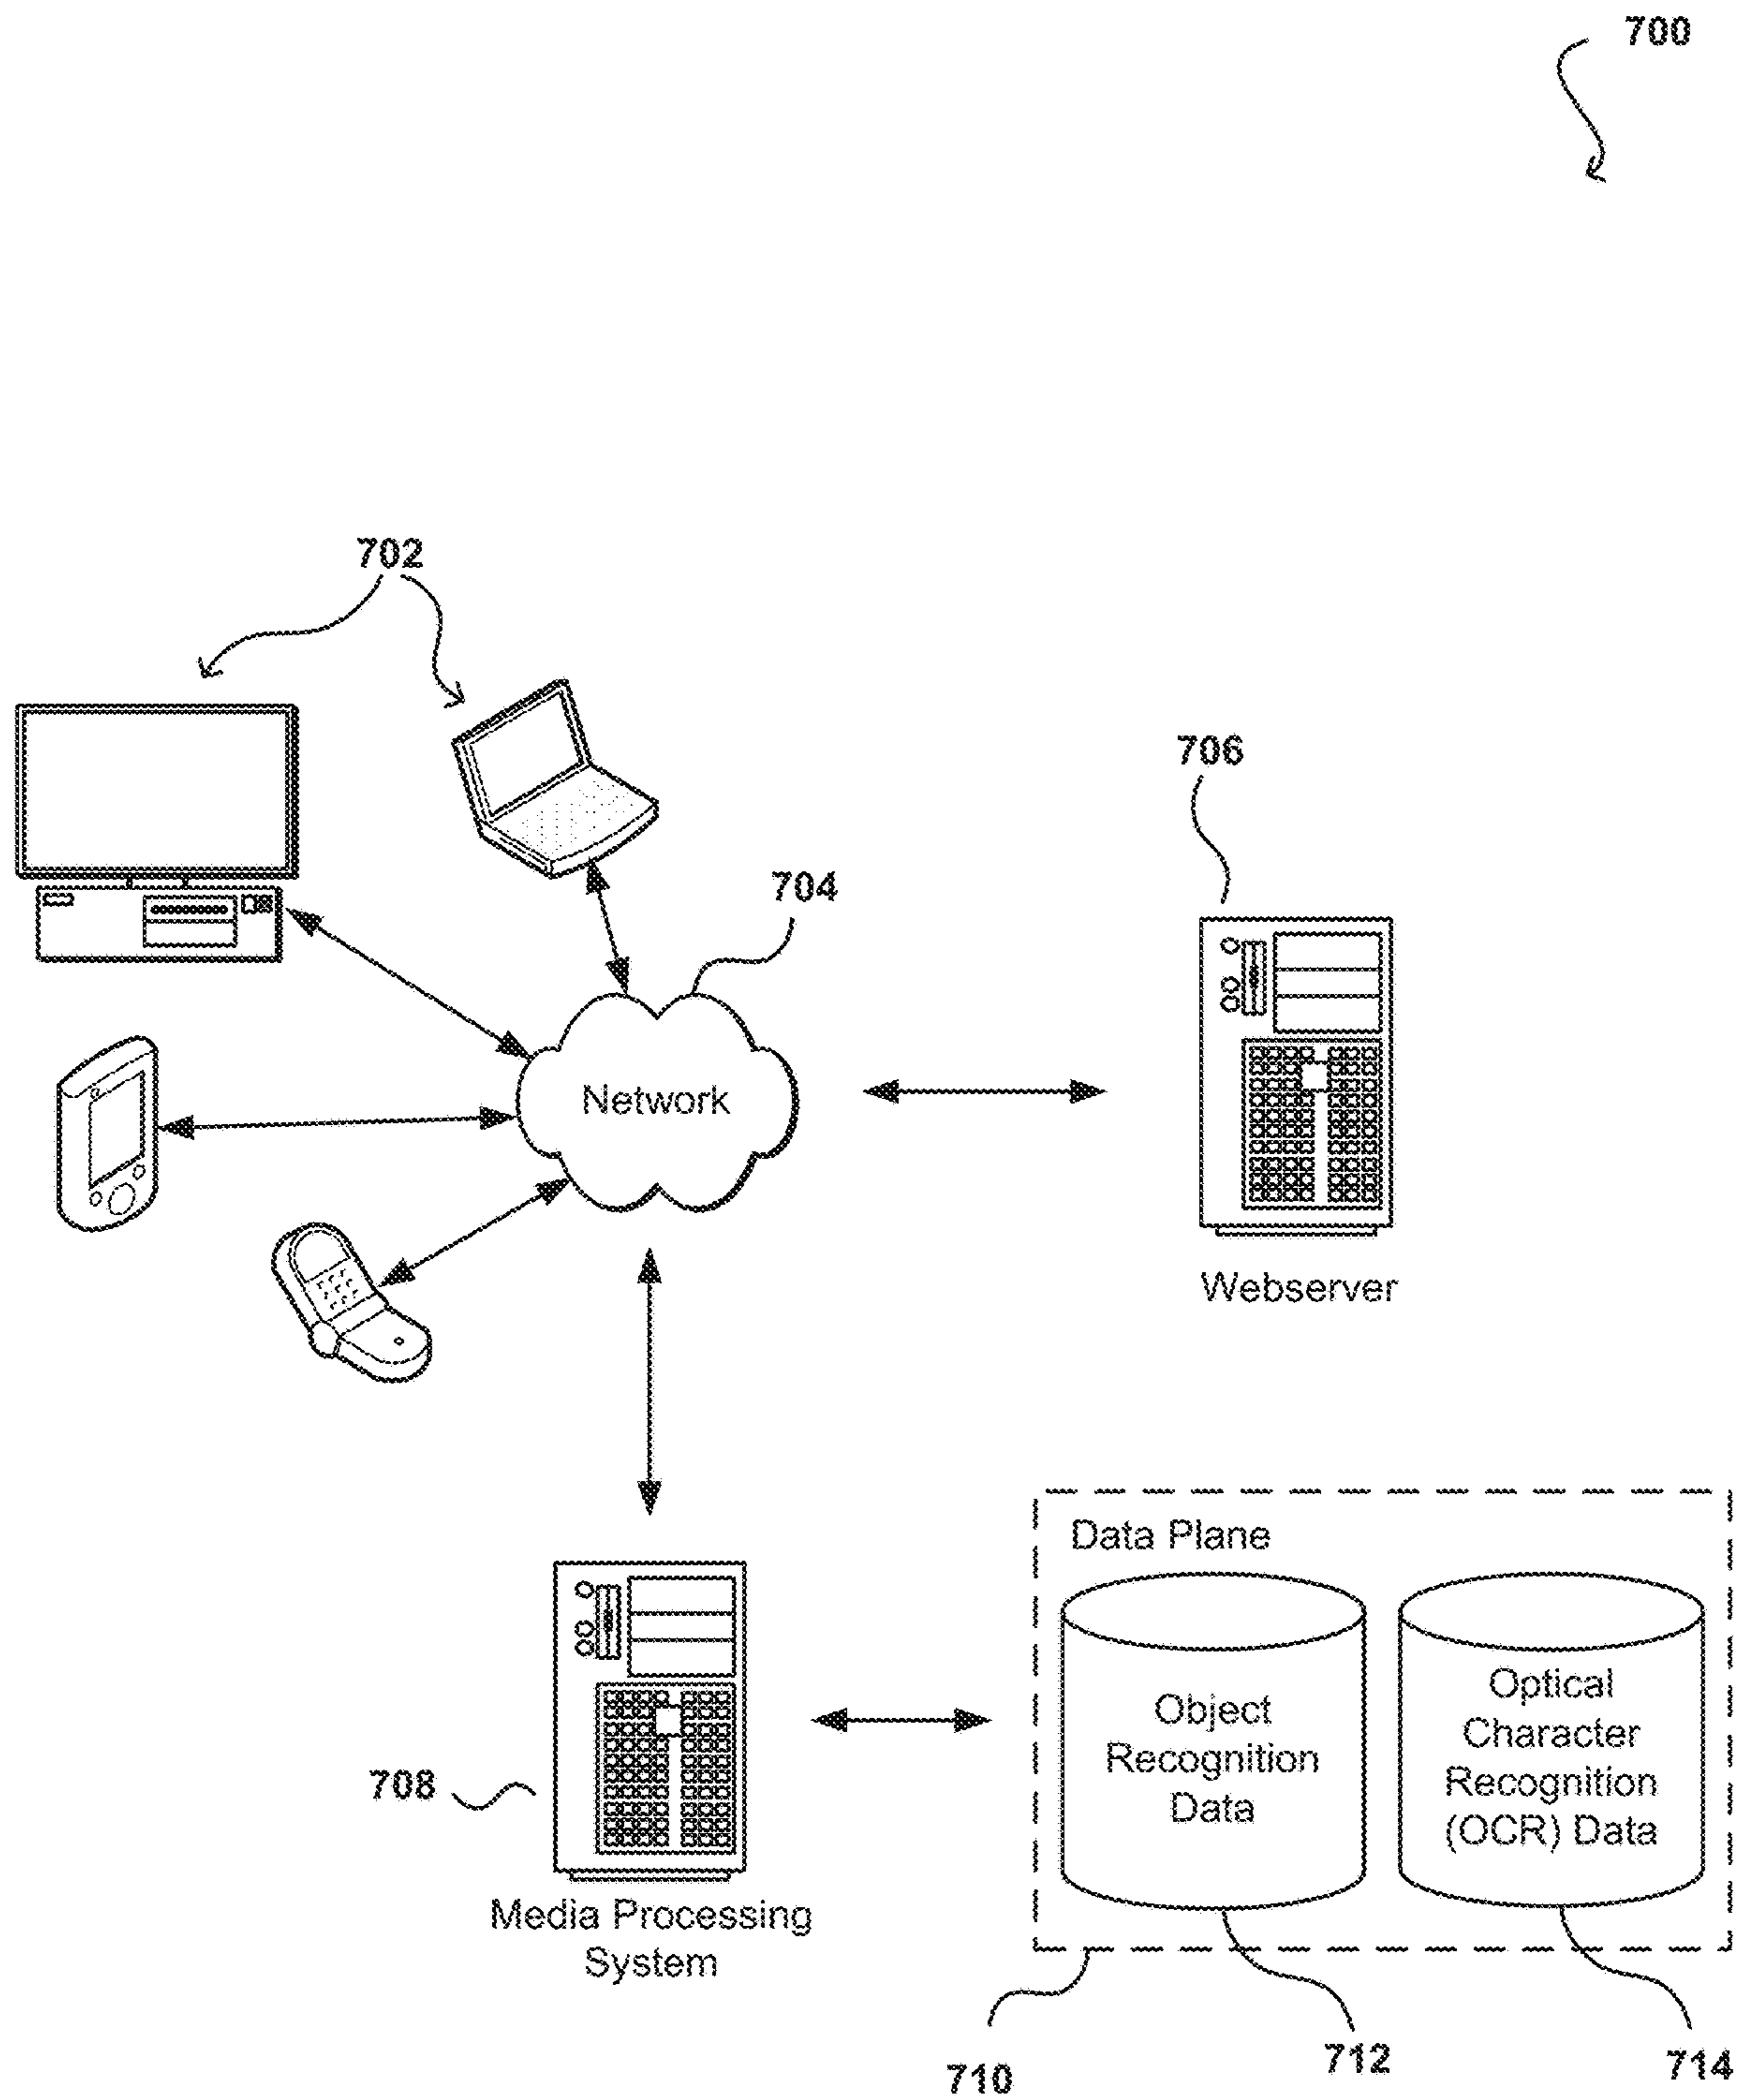 700
702
706
704
Network
Webserver
Data Plane
Object
Recognition
Data
Optical
Character
Recognition
(OCR) Data
708
Media Processing
System
710
712
714